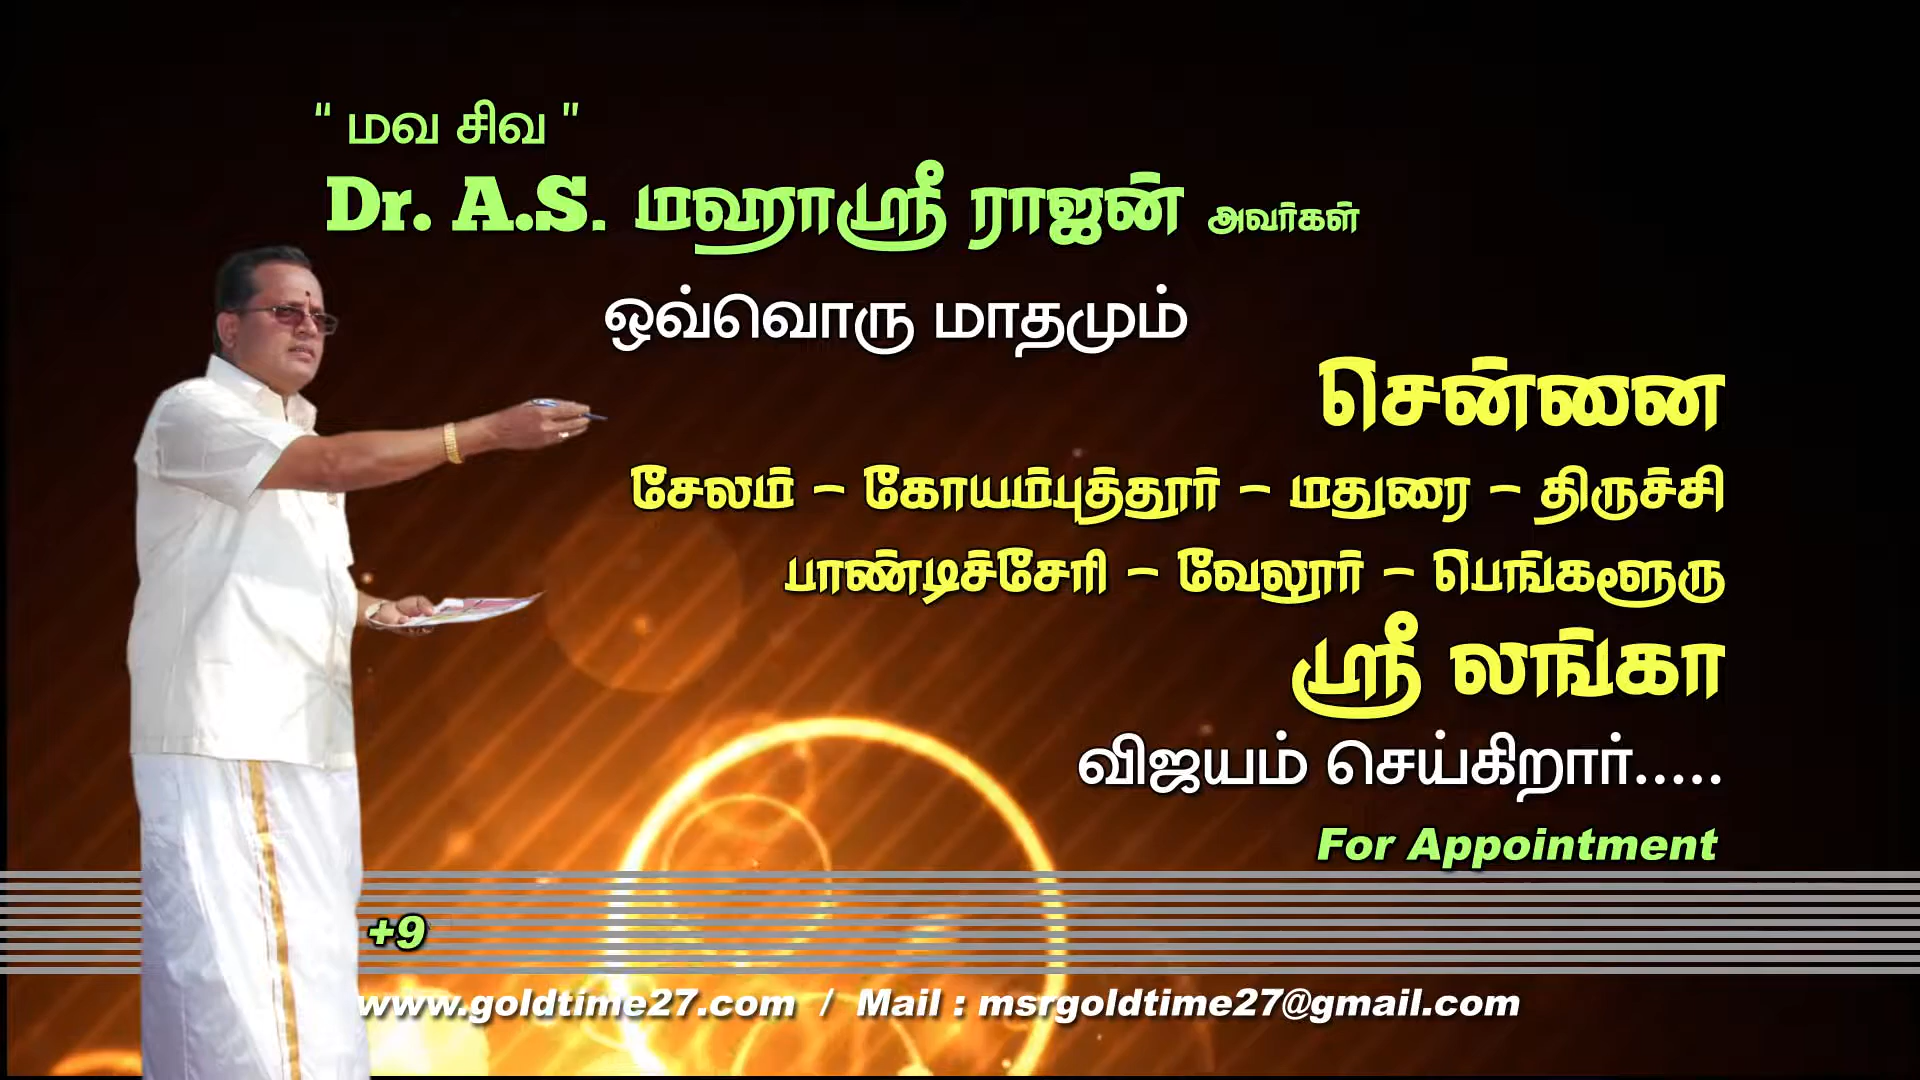 " மவ சிவ "
Dr. A.S. மஹாஸ்ரீ ராஜன் அவர்கள்
ஒவ்வொரு மாதமும்
சென்னை
சேலம் – கோயம்புத்தூர் – மதுரை – திருச்சி
பாண்டிச்சேரி – வேலூர் – பெங்களூரு
ஸ்ரீ லங்கா
விஜயம் செய்கிறார்.....
For Appointment
+9
www.goldtime27.com / Mail : msrgoldtime27@gmail.com